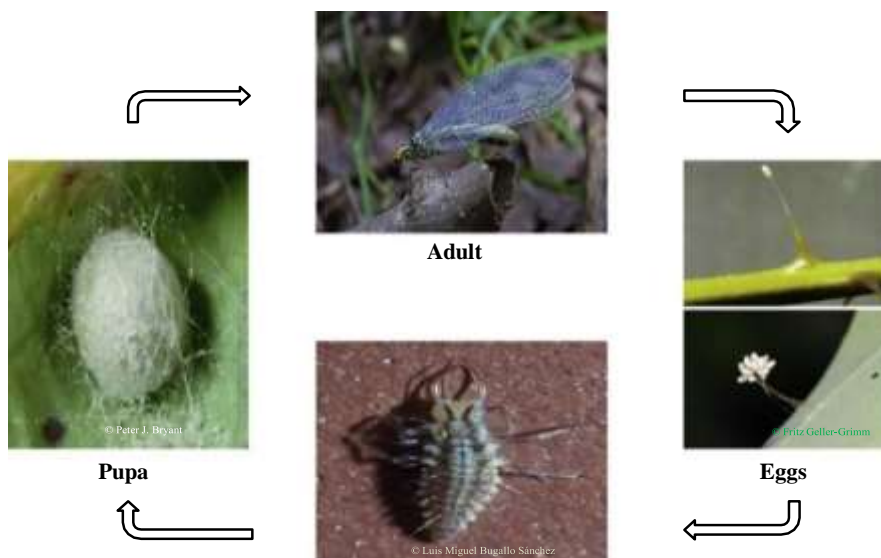 Adult
© Peter J. Bryant
© Fritz Geller-Grimm
Pupa
Eggs
© Luis Miguel Bugallo Sánchez